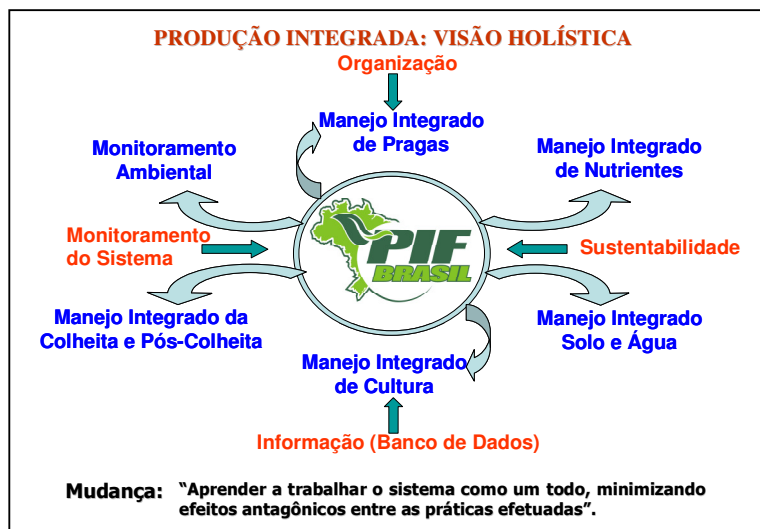 PRODUÇÃO INTEGRADA: VISÃO HOLÍSTICA
Organização
Manejo Integrado
de Pragas
Monitoramento
Ambiental
Manejo Integrado
de Nutrientes
Monitoramento
do Sistema
PIF
BRASIL
Sustentabilidade
Manejo Integrado da
Colheita e Pós-Colheita
Manejo Integrado
Solo e Água
Manejo Integrado
de Cultura
Informação (Banco de Dados)
Mudança: “Aprender a trabalhar o sistema como um todo, minimizando
efeitos antagônicos entre as práticas efetuadas”.